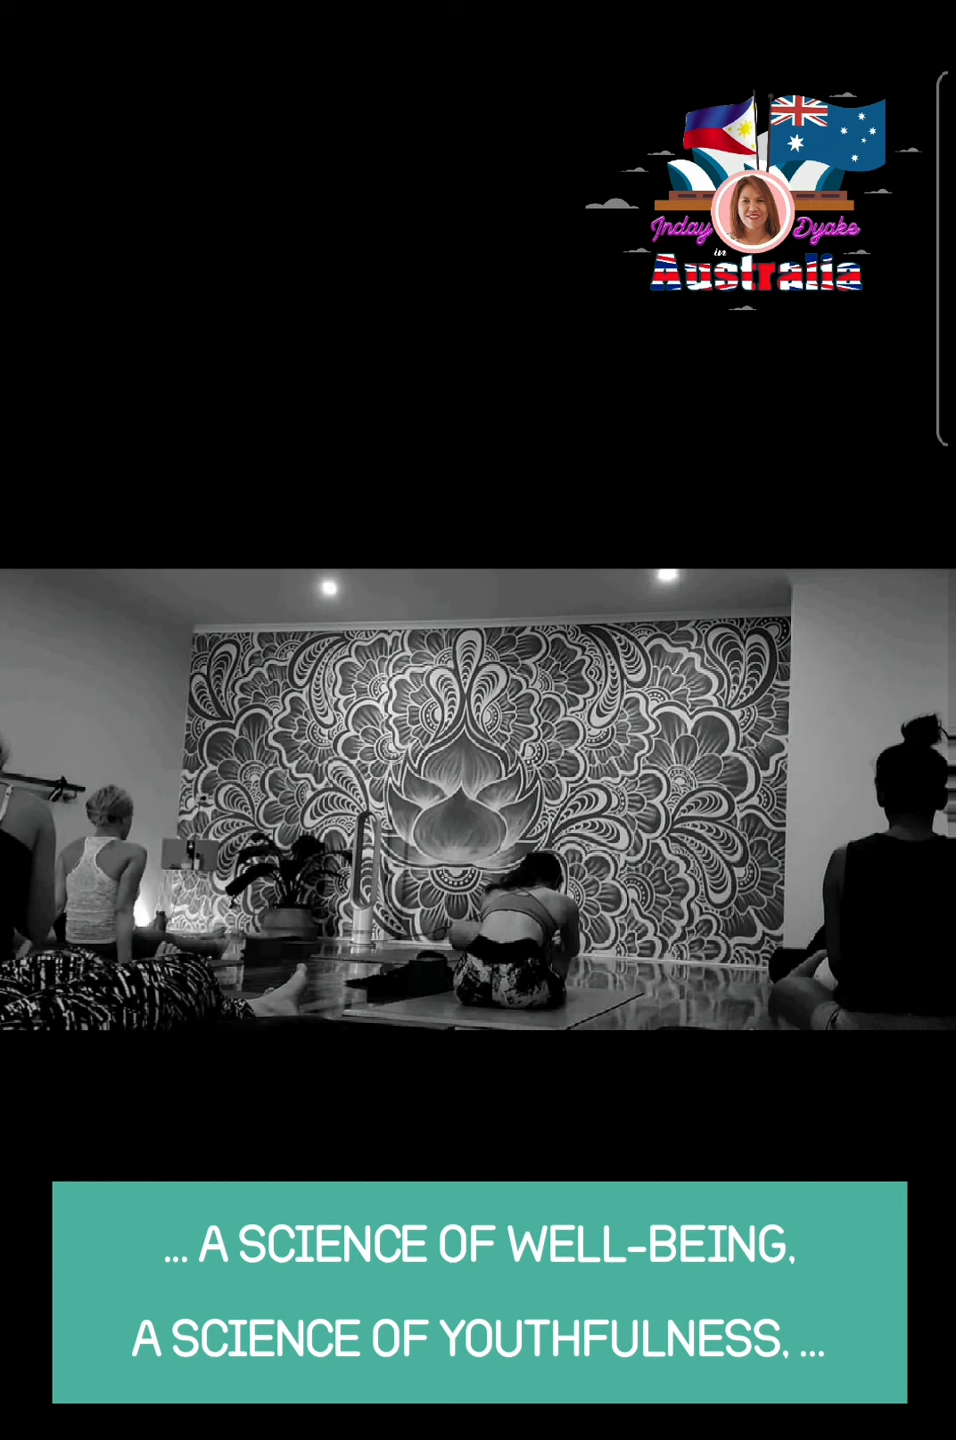 Inday Dyake
in
Australia
... A SCIENCE OF WELL-BEING,
A SCIENCE OF YOUTHFULNESS, ...